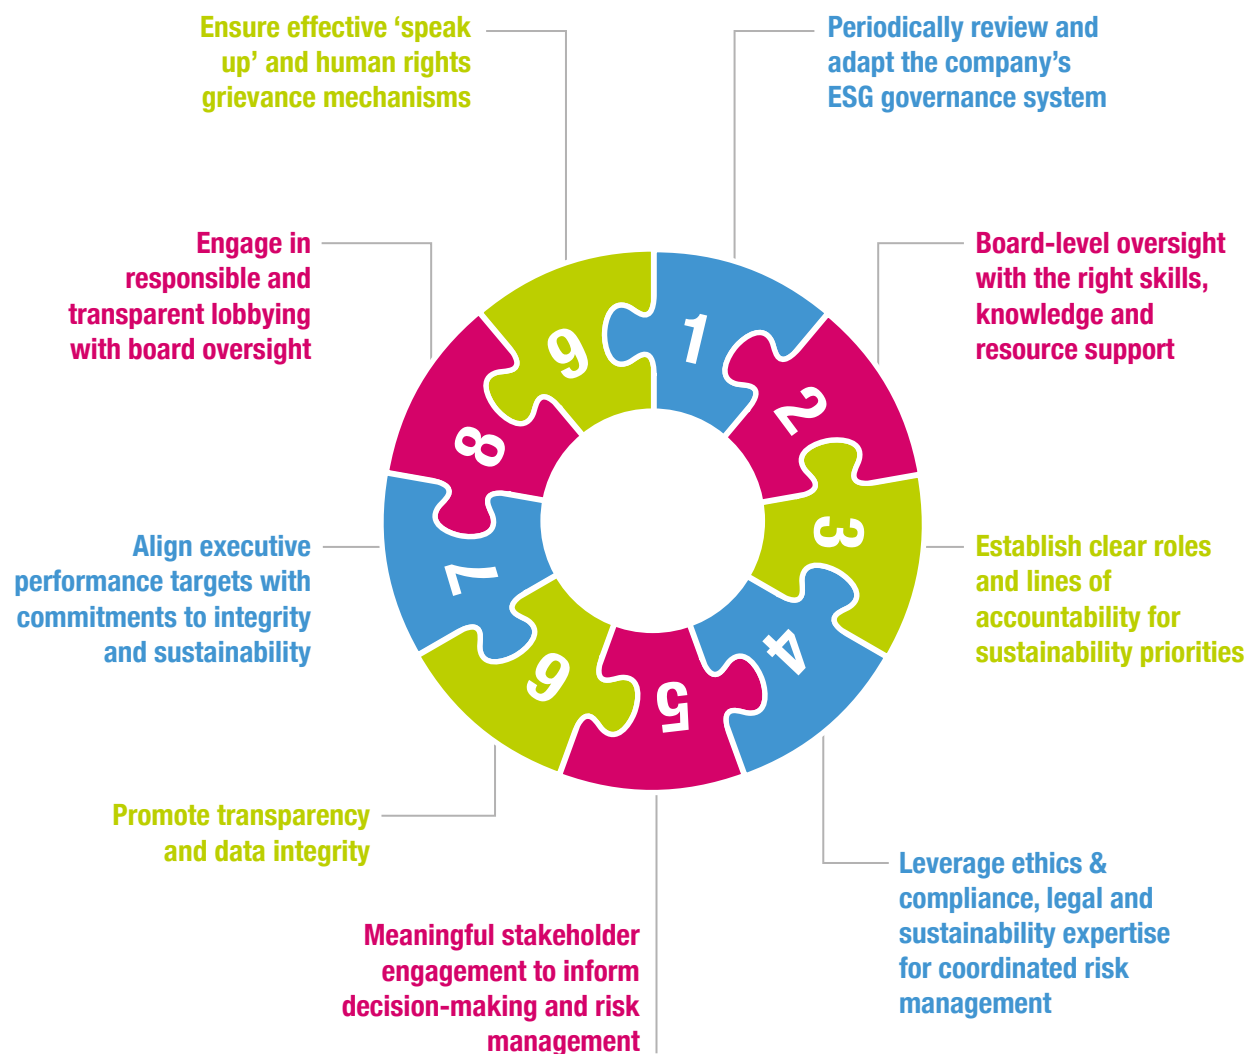 Ensure effective ‘speak
up’ and human rights
grievance mechanisms
Periodically review and
adapt the company’s
ESG governance system
Engage in
responsible and
transparent lobbying
with board oversight
Board-level oversight
with the right skills,
knowledge and
resource support
1
2
3
4
5
6
7
8
9
Align executive
performance targets with
commitments to integrity
and sustainability
Establish clear roles
and lines of
accountability for
sustainability priorities
Promote transparency
and data integrity
Leverage ethics &
compliance, legal and
sustainability expertise
for coordinated risk
management
Meaningful stakeholder
engagement to inform
decision-making and risk
management